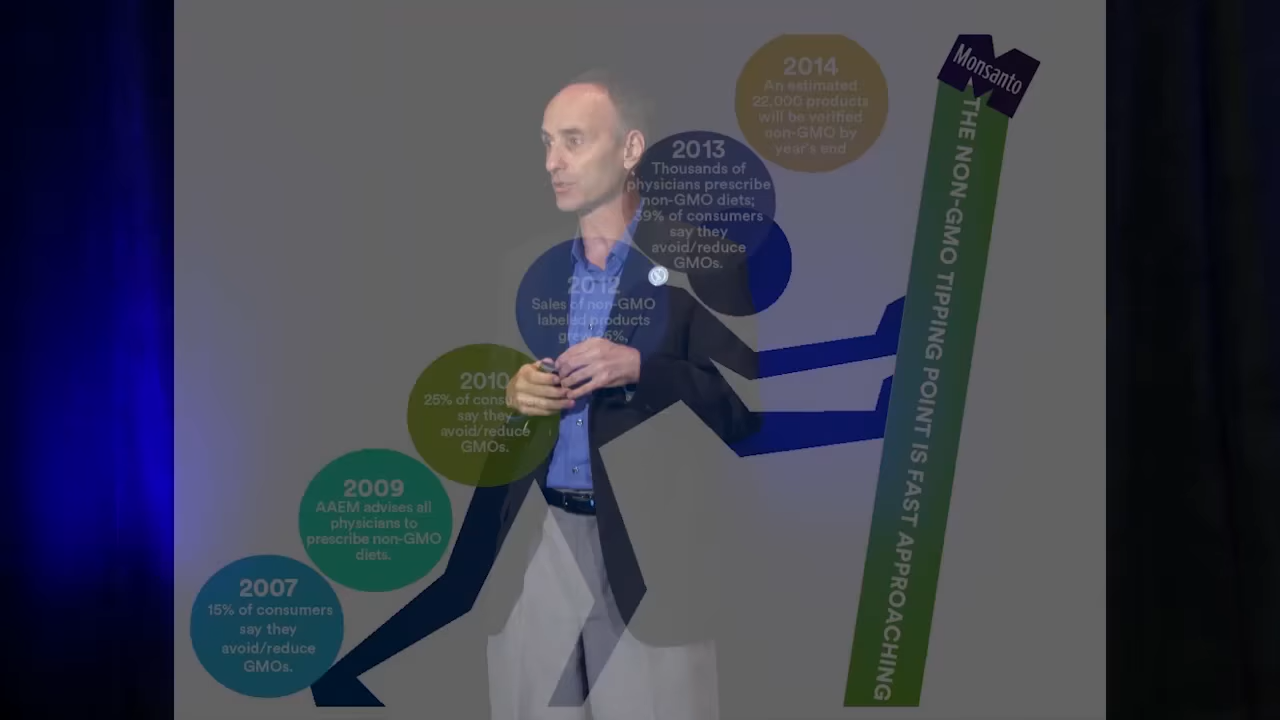 2014
An estimated
22,000 products
will be verified
non-GMO by
year's end
Monsanto
2013
Thousands of
physicians prescribe
non-GMO diets;
39% of consumers
say they
avoid/reduce
GMOs.
2012
Sales of non-GMO
labeled products
2010
25% of consumers
say they
avoid/reduce
GMOs.
2009
AAEM advises all
physicians to
prescribe non-GMO
diets.
2007
15% of consumers
say they
avoid/reduce
GMOs.
THE NON-GMO TIPPING POINT IS FAST APPROACHING